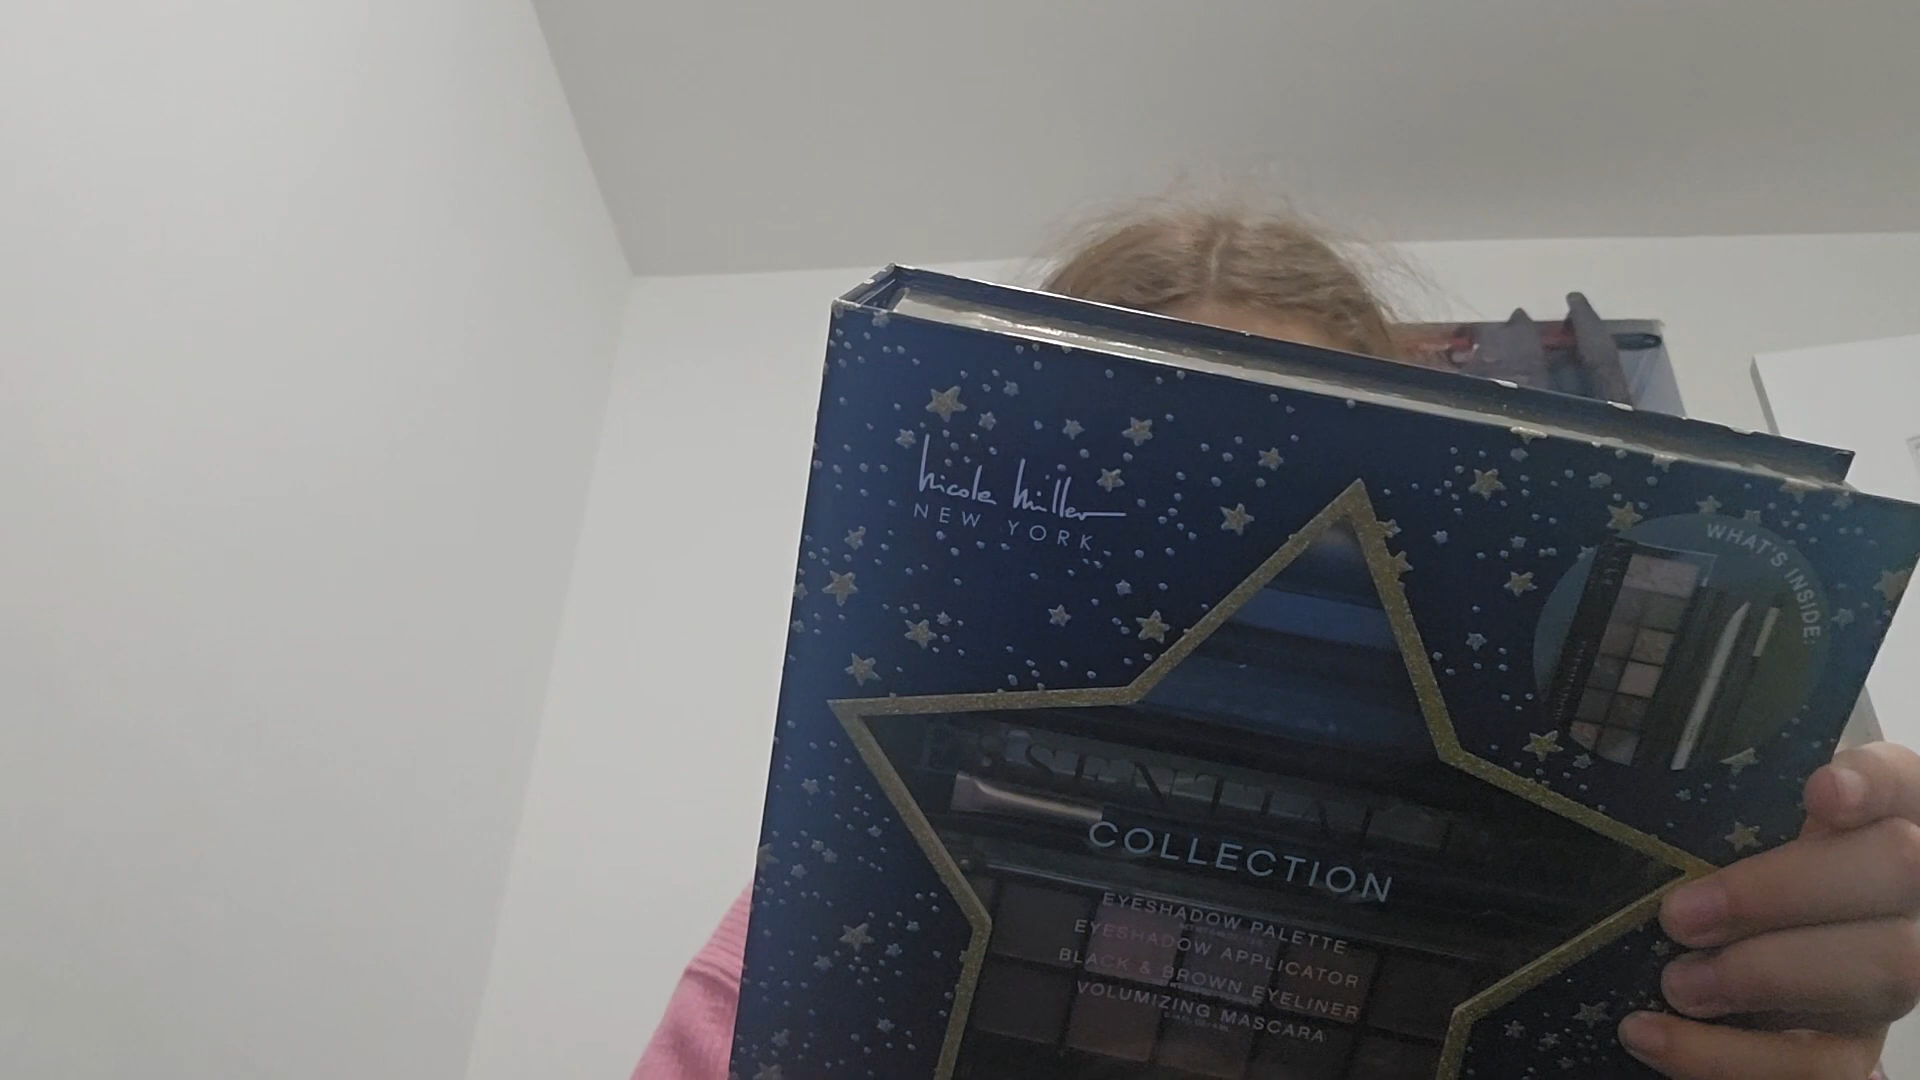 nicole miller
NEW YORK
WHAT'S INSIDE:
COLLECTION
EYESHADOW PALETTE
EYESHADOW APPLICATOR
BLACK & BROWN EYELINER
VOLUMIZING MASCARA